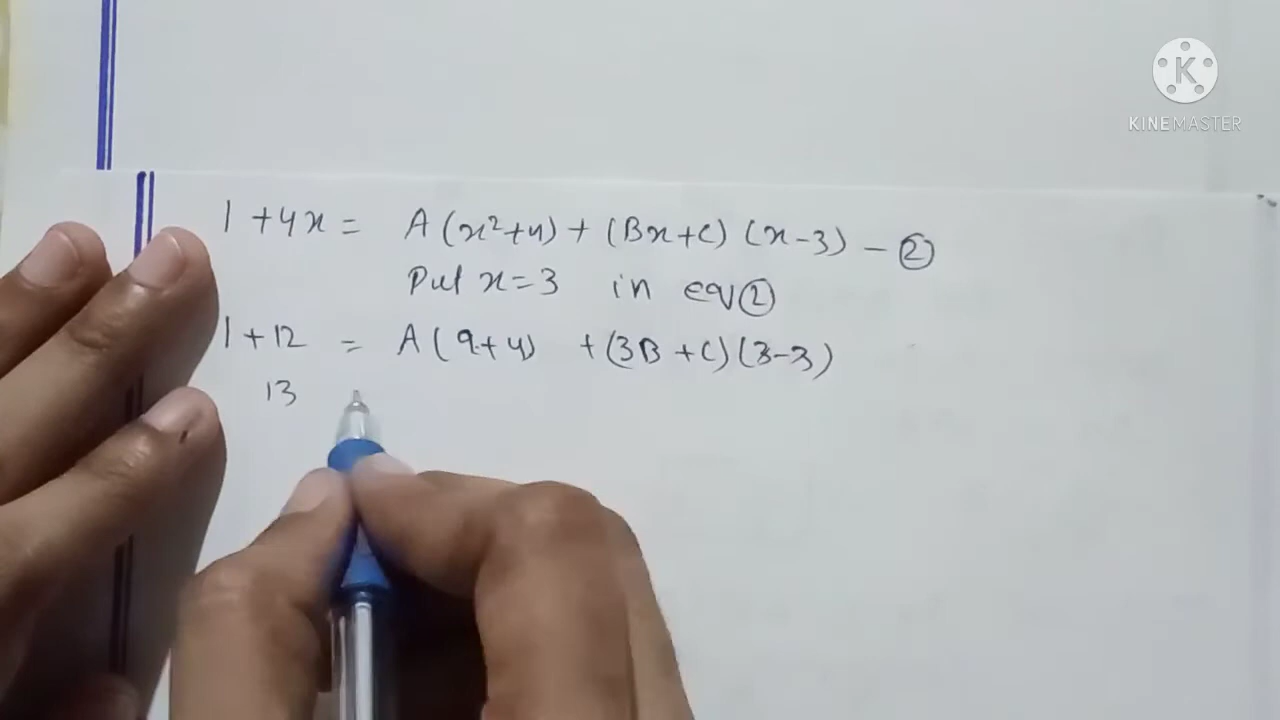 K
KINEMASTER
1 + 4x = A (x²+4) + (Bx+C) (x-3) - ②
Put x=3 in eq ②
1 + 12 = A (9+4) + (3B + C) (3-3)
13